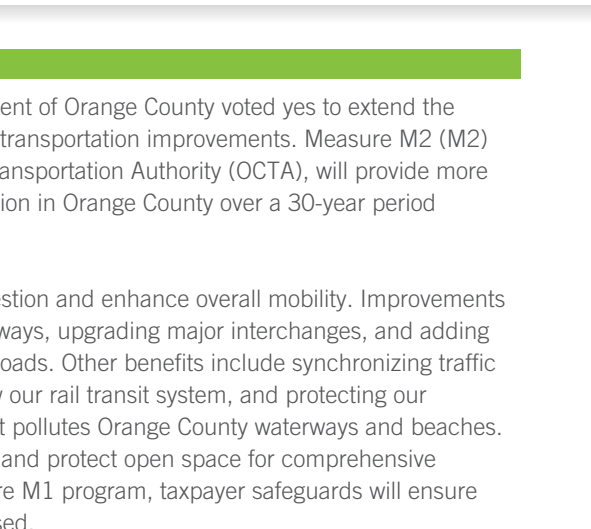 ent of Orange County voted yes to extend the
transportation improvements. Measure M2 (M2)
ansportation Authority (OCTA), will provide more
ion in Orange County over a 30-year period
estion and enhance overall mobility. Improvements
ways, upgrading major interchanges, and adding
oads. Other benefits include synchronizing traffic
our rail transit system, and protecting our
t pollutes Orange County waterways and beaches.
and protect open space for comprehensive
re M1 program, taxpayer safeguards will ensure
sed.